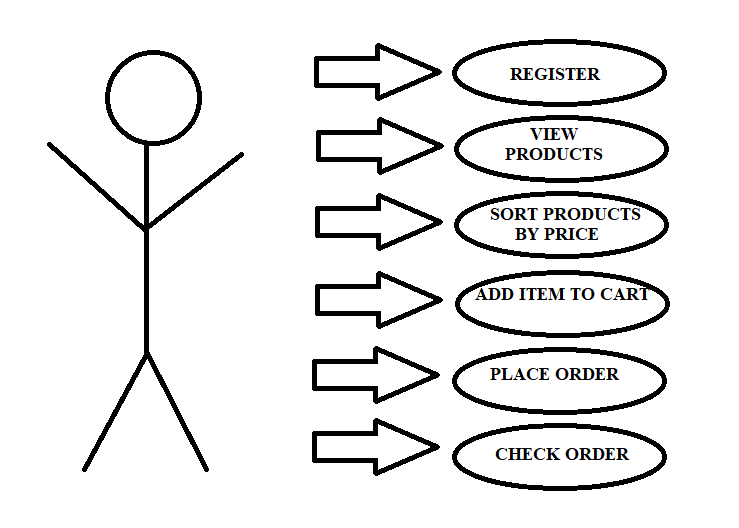 REGISTER
VIEW
PRODUCTS
SORT PRODUCTS
BY PRICE
ADD ITEM TO CART
PLACE ORDER
CHECK ORDER